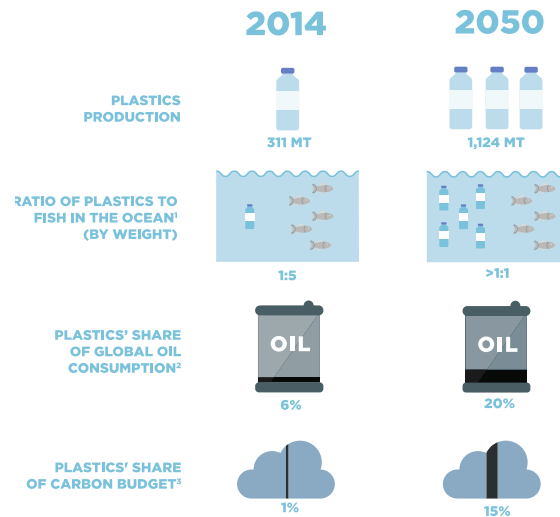 2014 2050
PLASTICS
PRODUCTION
311 MT 1,124 MT
RATIO OF PLASTICS TO
FISH IN THE OCEAN¹
(BY WEIGHT)
1:5 >1:1
PLASTICS' SHARE
OF GLOBAL OIL
CONSUMPTION²
OIL OIL
6% 20%
PLASTICS' SHARE
OF CARBON BUDGET³
1% 15%